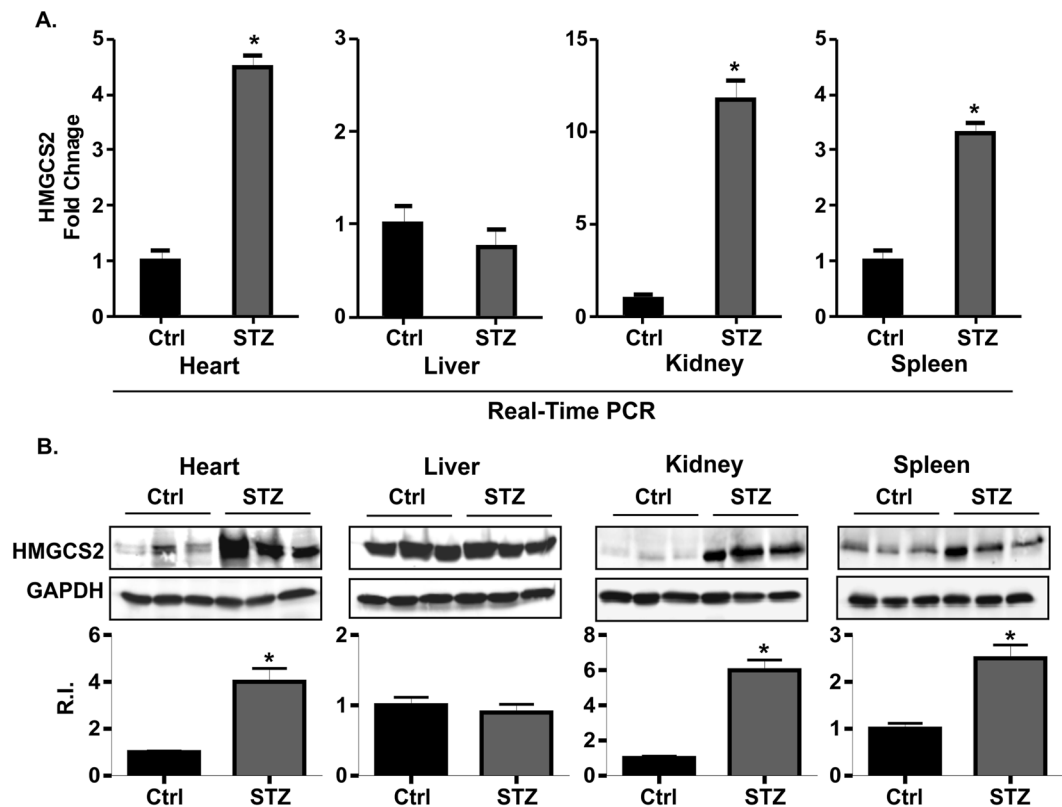 A.
HMGCS2
Fold Chnage
5
4
3
2
1
0
*
Ctrl STZ
Heart
3
2
1
0
Ctrl STZ
Liver
15
10
5
0
*
Ctrl STZ
Kidney
5
4
3
2
1
0
*
Ctrl STZ
Spleen
Real-Time PCR
B.
Heart Liver Kidney Spleen
Ctrl STZ Ctrl STZ Ctrl STZ Ctrl STZ
HMGCS2
GAPDH
R.I.
6
4
2
0
*
Ctrl STZ
2
1
0
Ctrl STZ
8
6
4
2
0
*
Ctrl STZ
3
2
1
0
*
Ctrl STZ